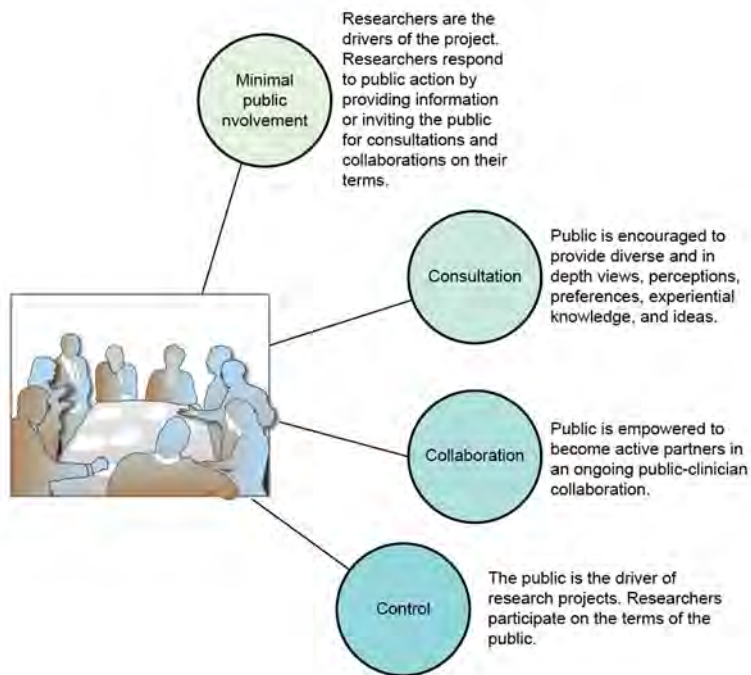 Minimal
public
nvolvement
Researchers are the
drivers of the project.
Researchers respond
to public action by
providing information
or inviting the public
for consultations and
collaborations on their
terms.
Consultation
Public is encouraged to
provide diverse and in
depth views, perceptions,
preferences, experiential
knowledge, and ideas.
Collaboration
Public is empowered to
become active partners in
an ongoing public-clinician
collaboration.
Control
The public is the driver of
research projects. Researchers
participate on the terms of the
public.